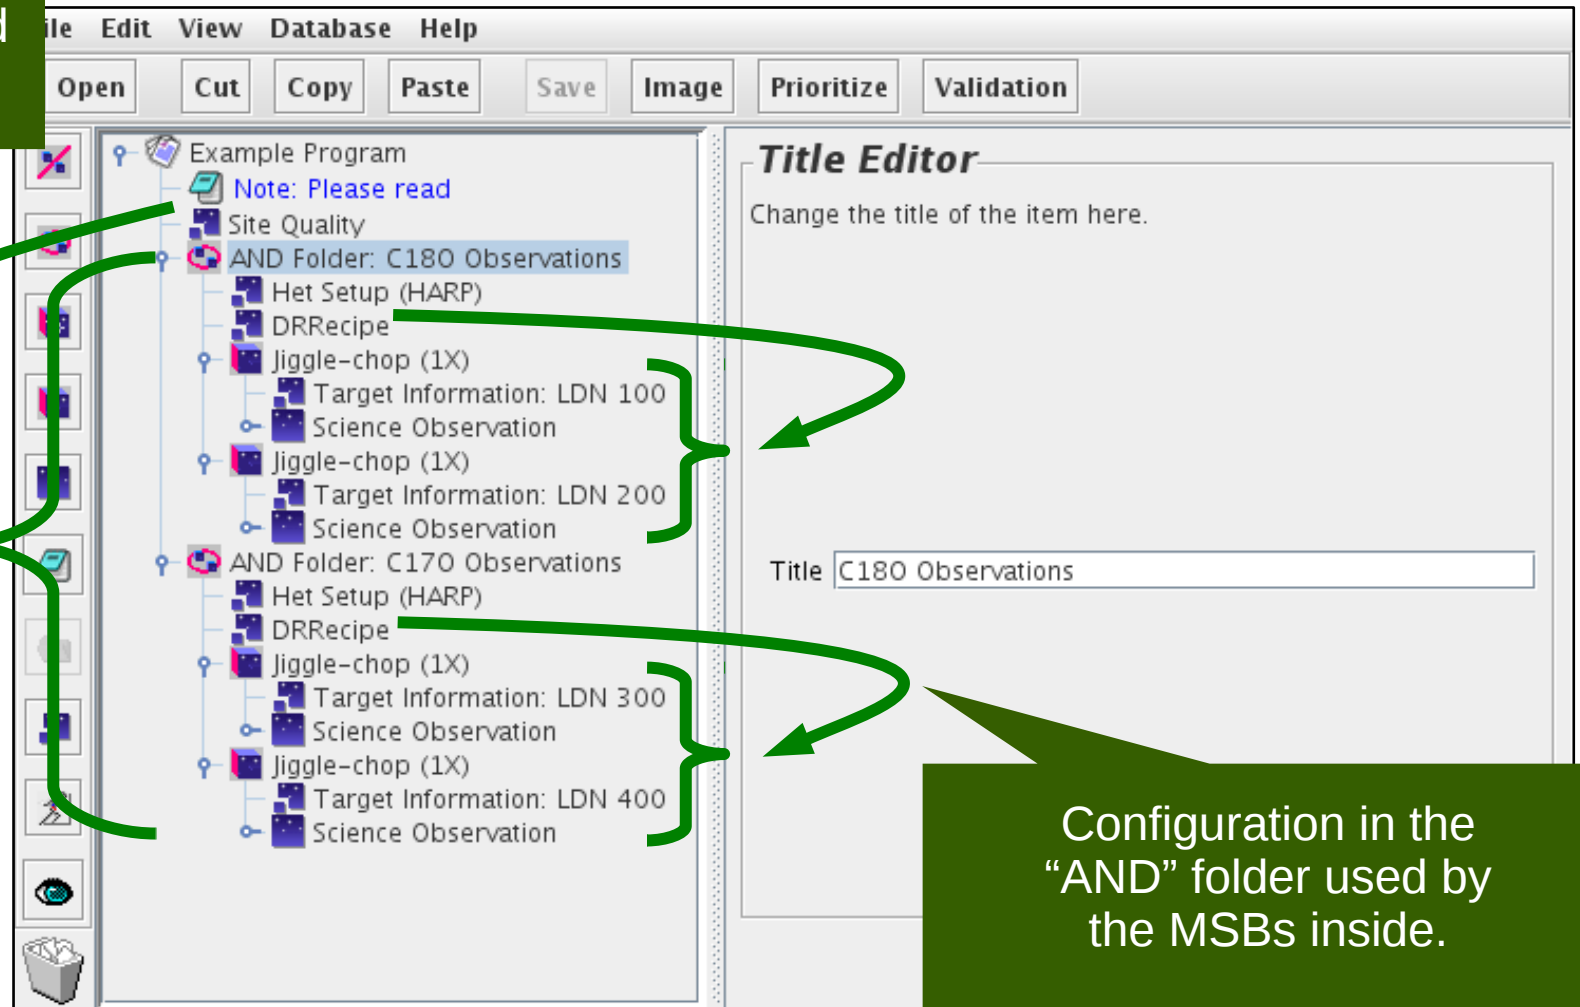 d
ile Edit View Database Help
Open Cut Copy Paste Save Image Prioritize Validation
Example Program
Note: Please read
Site Quality
AND Folder: C18O Observations
Het Setup (HARP)
DRRecipe
Jiggle-chop (1X)
Target Information: LDN 100
Science Observation
Jiggle-chop (1X)
Target Information: LDN 200
Science Observation
AND Folder: C17O Observations
Het Setup (HARP)
DRRecipe
Jiggle-chop (1X)
Target Information: LDN 300
Science Observation
Jiggle-chop (1X)
Target Information: LDN 400
Science Observation
Title Editor
Change the title of the item here.
Title C18O Observations
Configuration in the
“AND” folder used by
the MSBs inside.